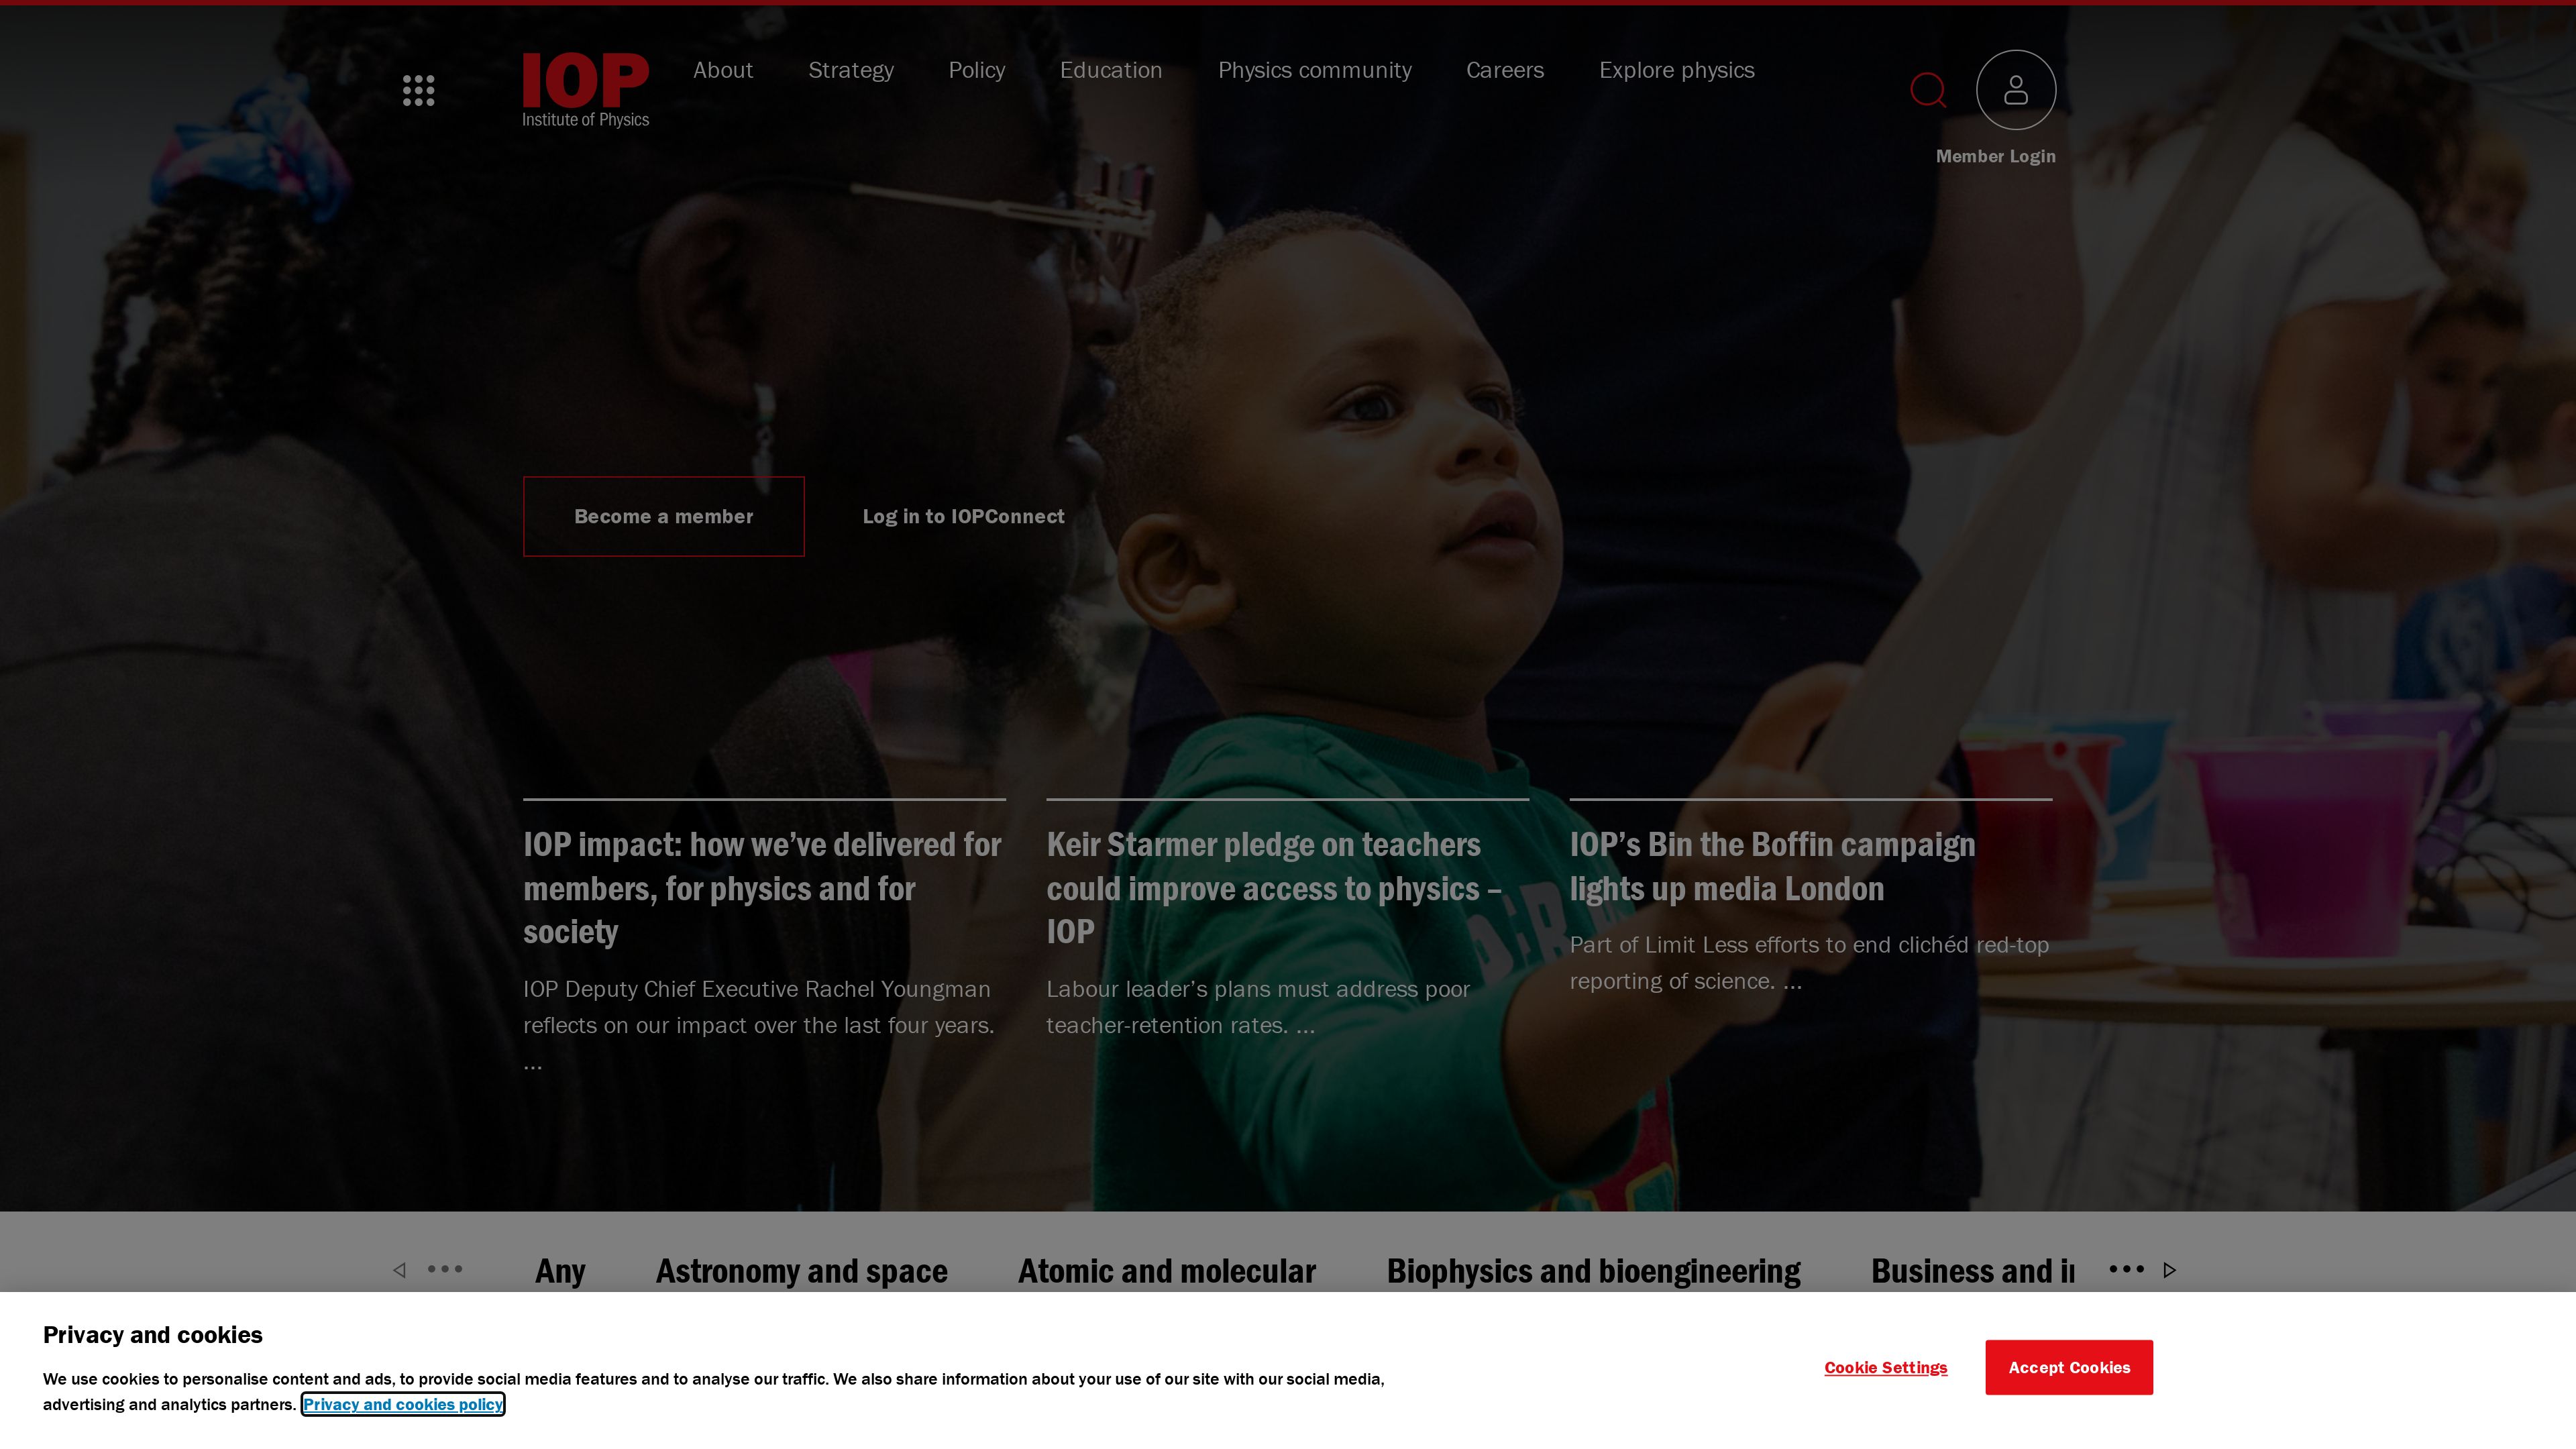 IOP
Institute of Physics
About
Strategy
Policy
Education
Physics community
Careers
Explore physics
Member Login
Become a member
Log in to IOPConnect
IOP impact: how we’ve delivered for
members, for physics and for
society
IOP Deputy Chief Executive Rachel Youngman
reflects on our impact over the last four years.
...
Keir Starmer pledge on teachers
could improve access to physics –
IOP
Labour leader’s plans must address poor
teacher-retention rates. ...
IOP’s Bin the Boffin campaign
lights up media London
Part of Limit Less efforts to end clichéd red-top
reporting of science. ...
Any
Astronomy and space
Atomic and molecular
Biophysics and bioengineering
Business and
Privacy and cookies
We use cookies to personalise content and ads, to provide social media features and to analyse our traffic. We also share information about your use of our site with our social media,
advertising and analytics partners. Privacy and cookies policy
Cookie Settings
Accept Cookies